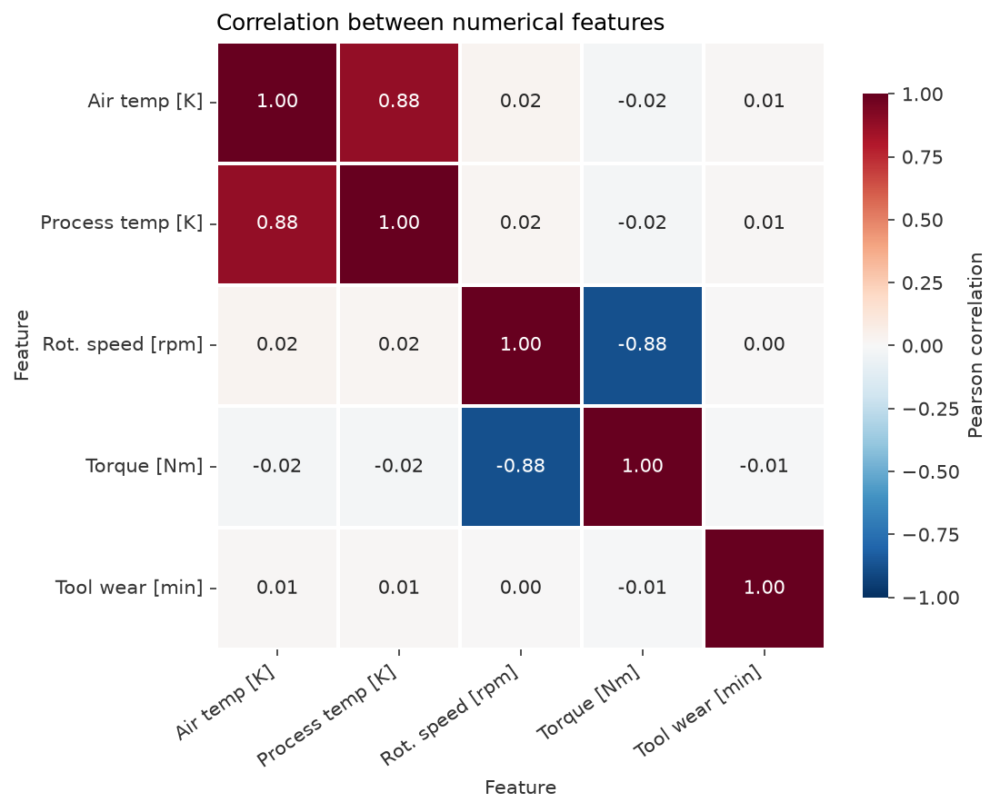 Correlation between numerical features
Air temp [K] 1.00 0.88 0.02 -0.02 0.01
Process temp [K] 0.88 1.00 0.02 -0.02 0.01
Rot. speed [rpm] 0.02 0.02 1.00 -0.88 0.00
Torque [Nm] -0.02 -0.02 -0.88 1.00 -0.01
Tool wear [min] 0.01 0.01 0.00 -0.01 1.00
Feature
Air temp [K]
Process temp [K]
Rot. speed [rpm]
Torque [Nm]
Tool wear [min]
Feature
1.00
0.75
0.50
0.25
0.00
−0.25
−0.50
−0.75
−1.00
Pearson correlation